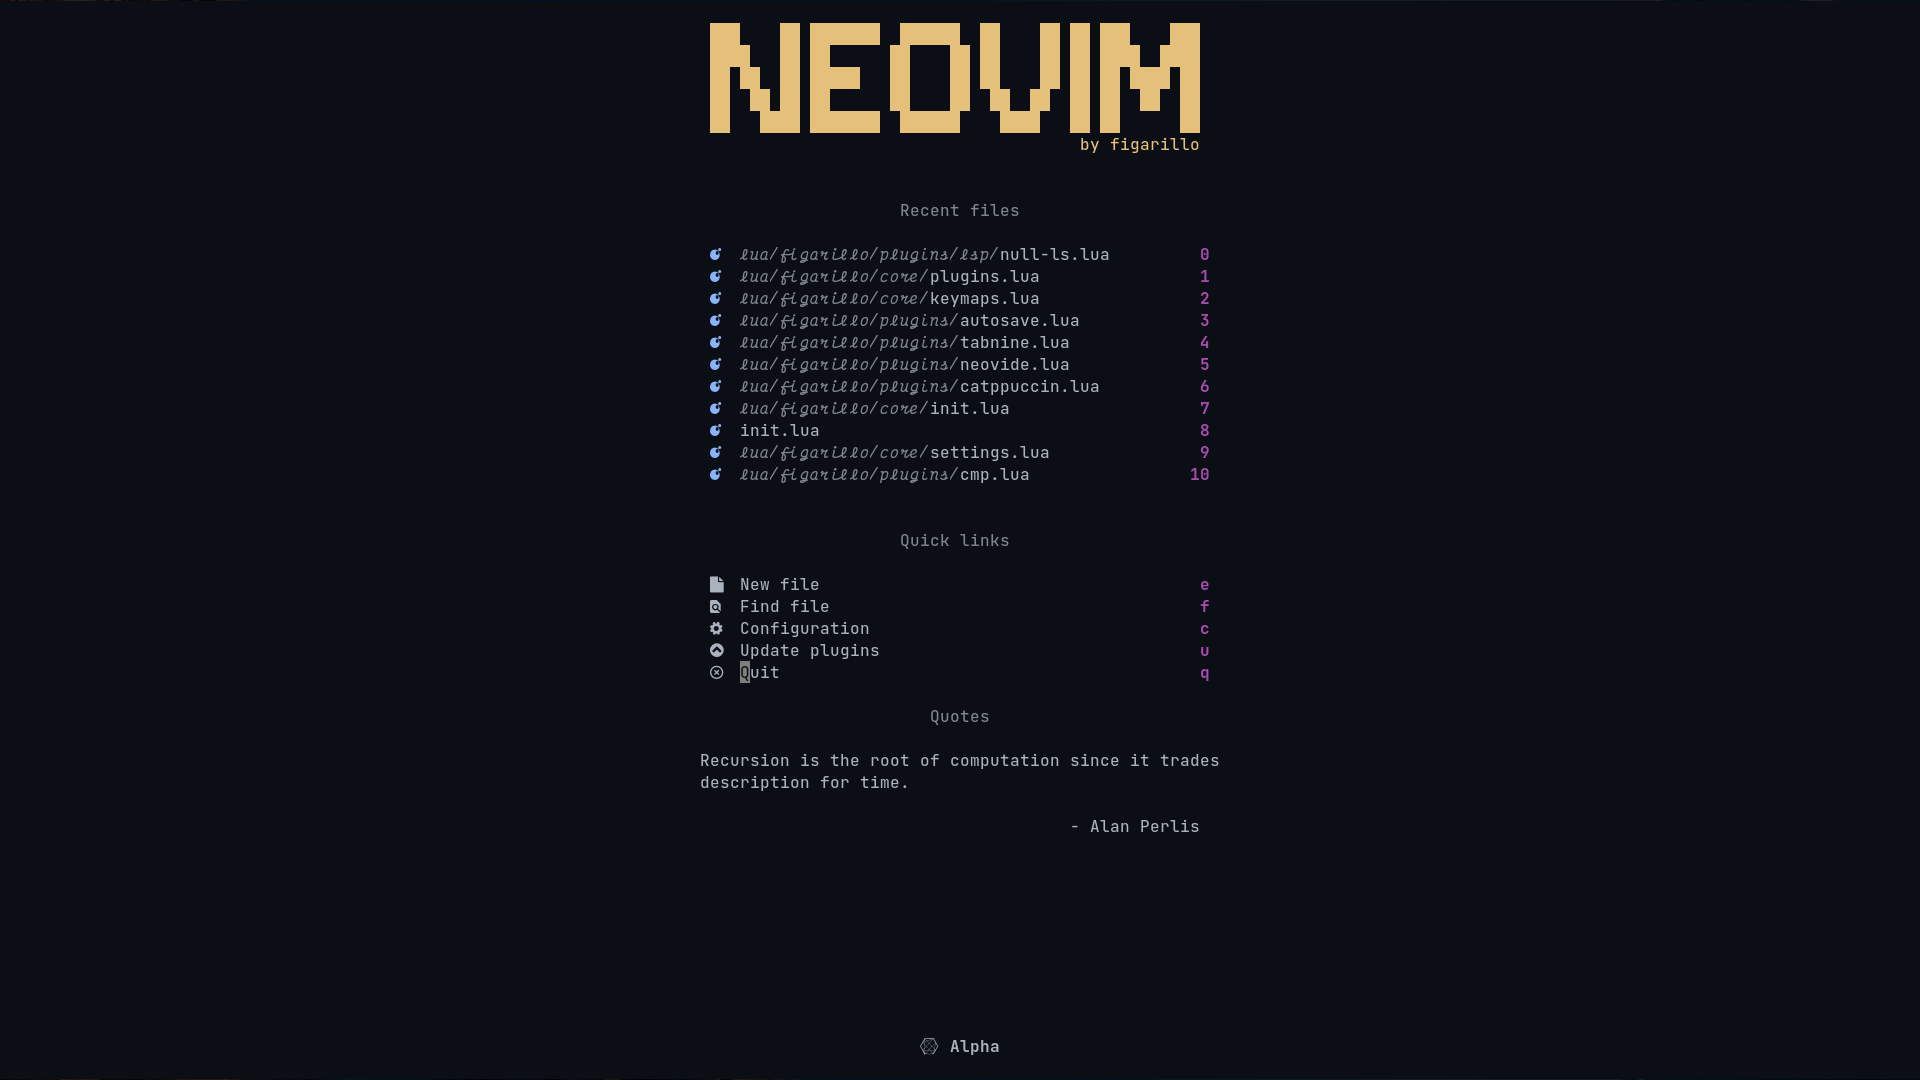 NEOVIM
by figarillo
Recent files
lua/figarillo/plugins/lsp/null-ls.lua 0
lua/figarillo/core/plugins.lua 1
lua/figarillo/core/keymaps.lua 2
lua/figarillo/plugins/autosave.lua 3
lua/figarillo/plugins/tabnine.lua 4
lua/figarillo/plugins/neovide.lua 5
lua/figarillo/plugins/catppuccin.lua 6
lua/figarillo/core/init.lua 7
init.lua 8
lua/figarillo/core/settings.lua 9
lua/figarillo/plugins/cmp.lua 10
Quick links
New file e
Find file f
Configuration c
Update plugins u
Quit q
Quotes
Recursion is the root of computation since it trades
description for time.
- Alan Perlis
Alpha